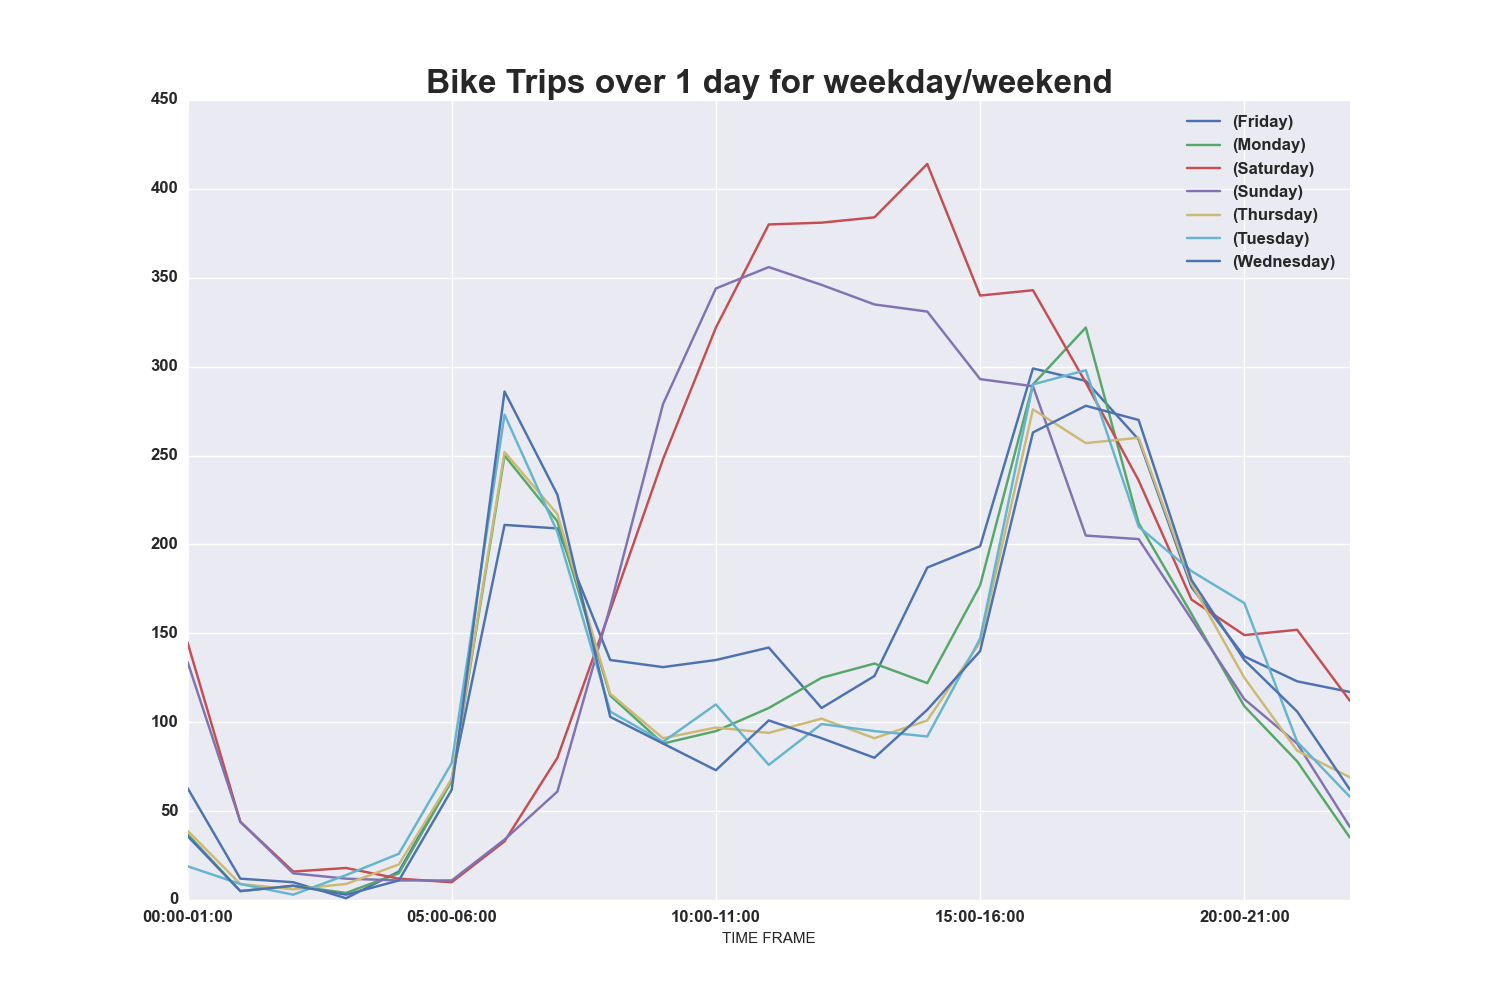 Bike Trips over 1 day for weekday/weekend
450
400
350
300
250
200
150
100
50
0
(Friday)
(Monday)
(Saturday)
(Sunday)
(Thursday)
(Tuesday)
(Wednesday)
00:00-01:00 05:00-06:00 10:00-11:00 15:00-16:00 20:00-21:00
TIME FRAME